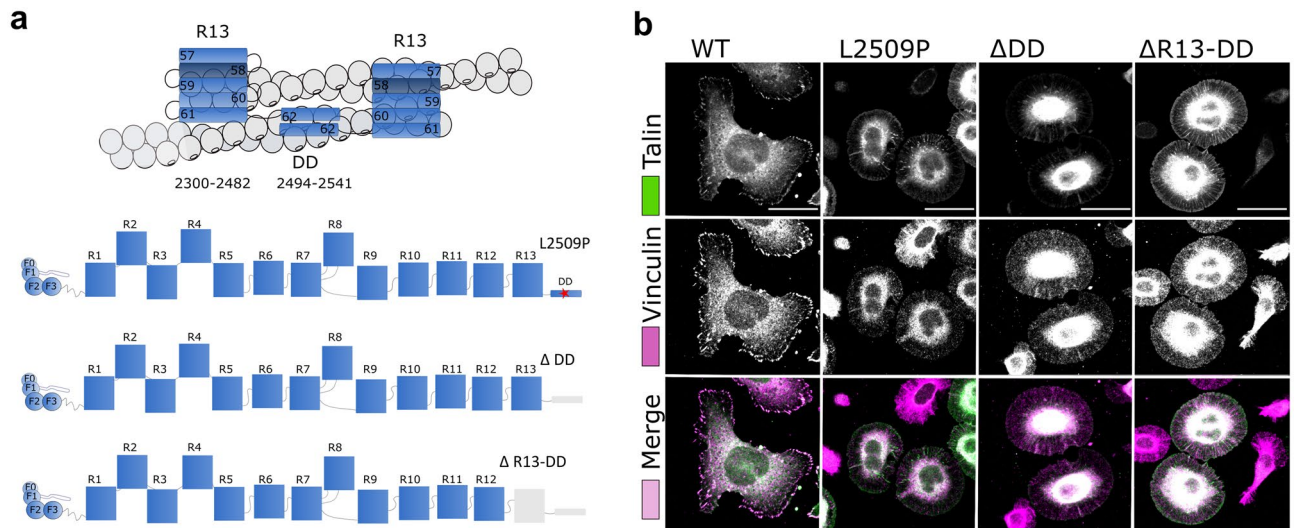 a
R13
R13
57
58
59
60
61
57
58
59
60
61
62
62
DD
2300-2482
2494-2541
L2509P
F0
F1
F2 F3
R1 R2 R3 R4 R5 R6 R7 R8 R9 R10 R11 R12 R13
DD
Δ DD
F0
F1
F2 F3
R1 R2 R3 R4 R5 R6 R7 R8 R9 R10 R11 R12 R13
Δ R13-DD
F0
F1
F2 F3
R1 R2 R3 R4 R5 R6 R7 R8 R9 R10 R11 R12
b
WT L2509P ΔDD ΔR13-DD
Talin
Vinculin
Merge